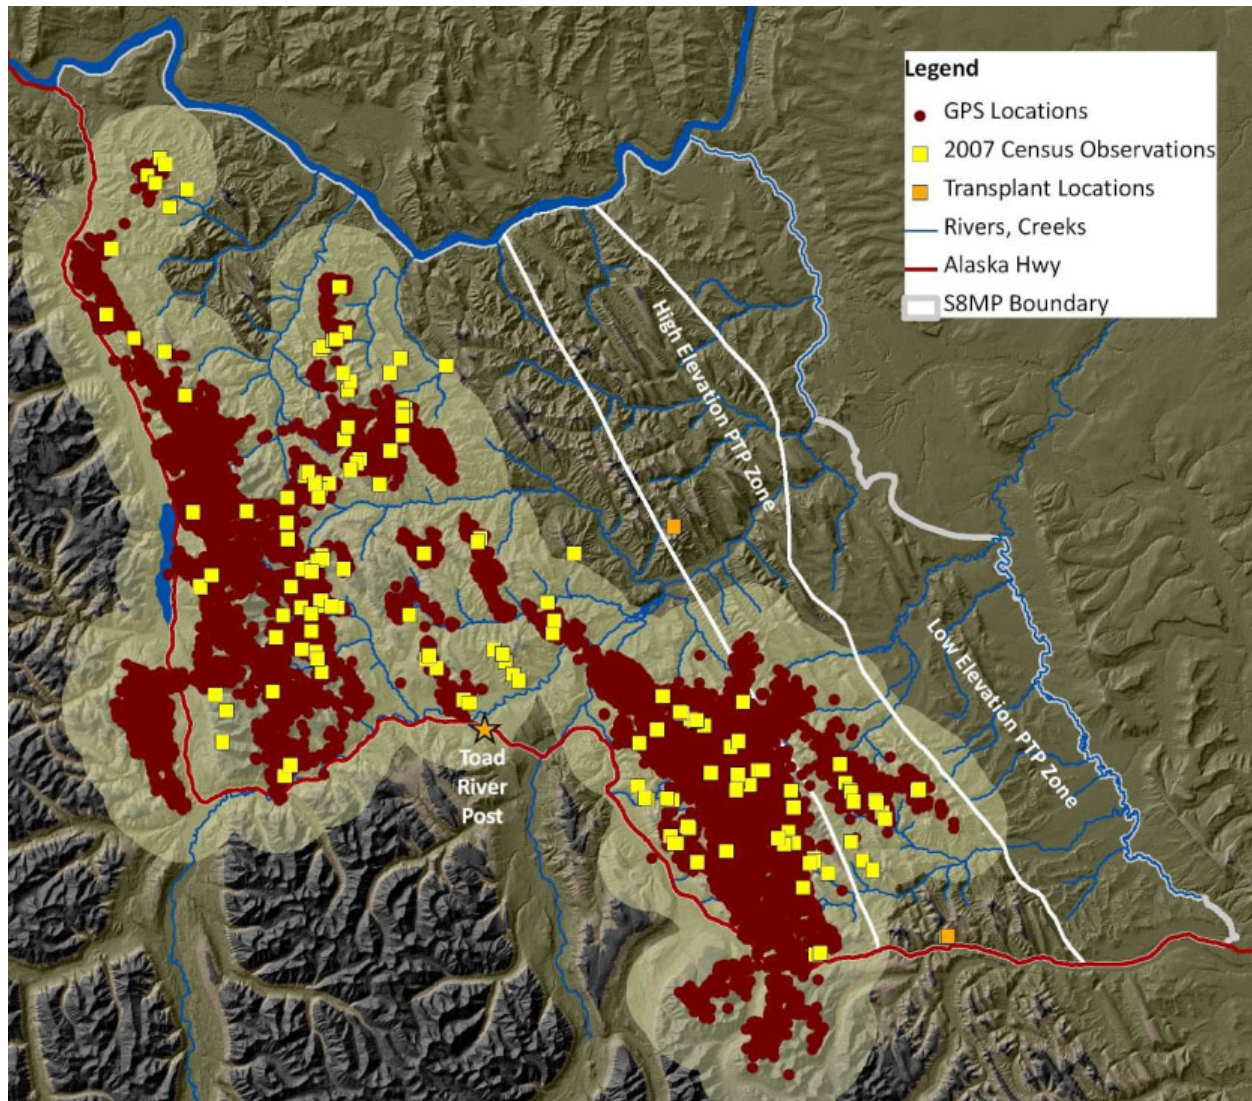 Legend
GPS Locations
2007 Census Observations
Transplant Locations
Rivers, Creeks
Alaska Hwy
S8MP Boundary
High Elevation PTP Zone
Low Elevation PTP Zone
Toad
River
Post